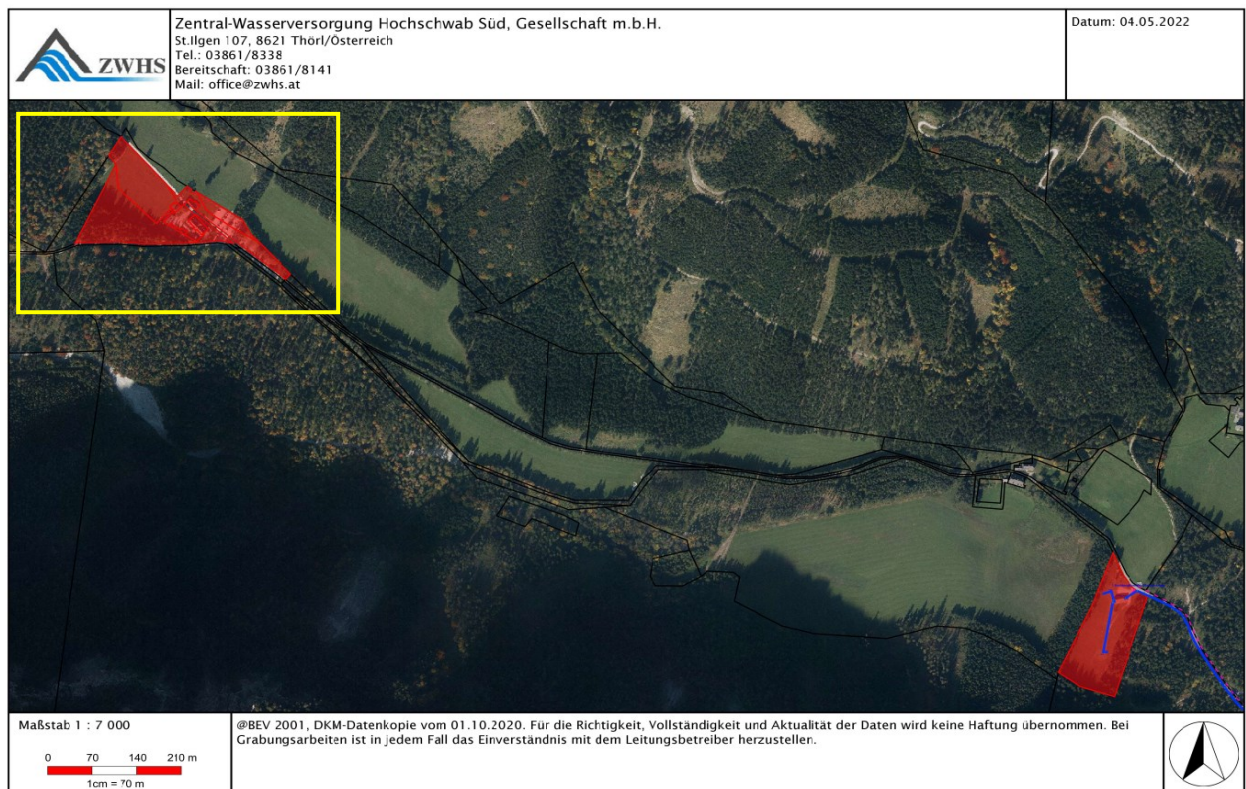 ZWHS
Zentral-Wasserversorgung Hochschwab Süd, Gesellschaft m.b.H.
St.Ilgen 107, 8621 Thörl/Österreich
Tel.: 03861/8338
Bereitschaft: 03861/8141
Mail: office@zwhs.at
Datum: 04.05.2022
Maßstab 1 : 7 000
0 70 140 210 m
1cm = 70 m
@BEV 2001, DKM-Datenkopie vom 01.10.2020. Für die Richtigkeit, Vollständigkeit und Aktualität der Daten wird keine Haftung übernommen. Bei
Grabungsarbeiten ist in jedem Fall das Einverständnis mit dem Leitungsbetreiber herzustellen.